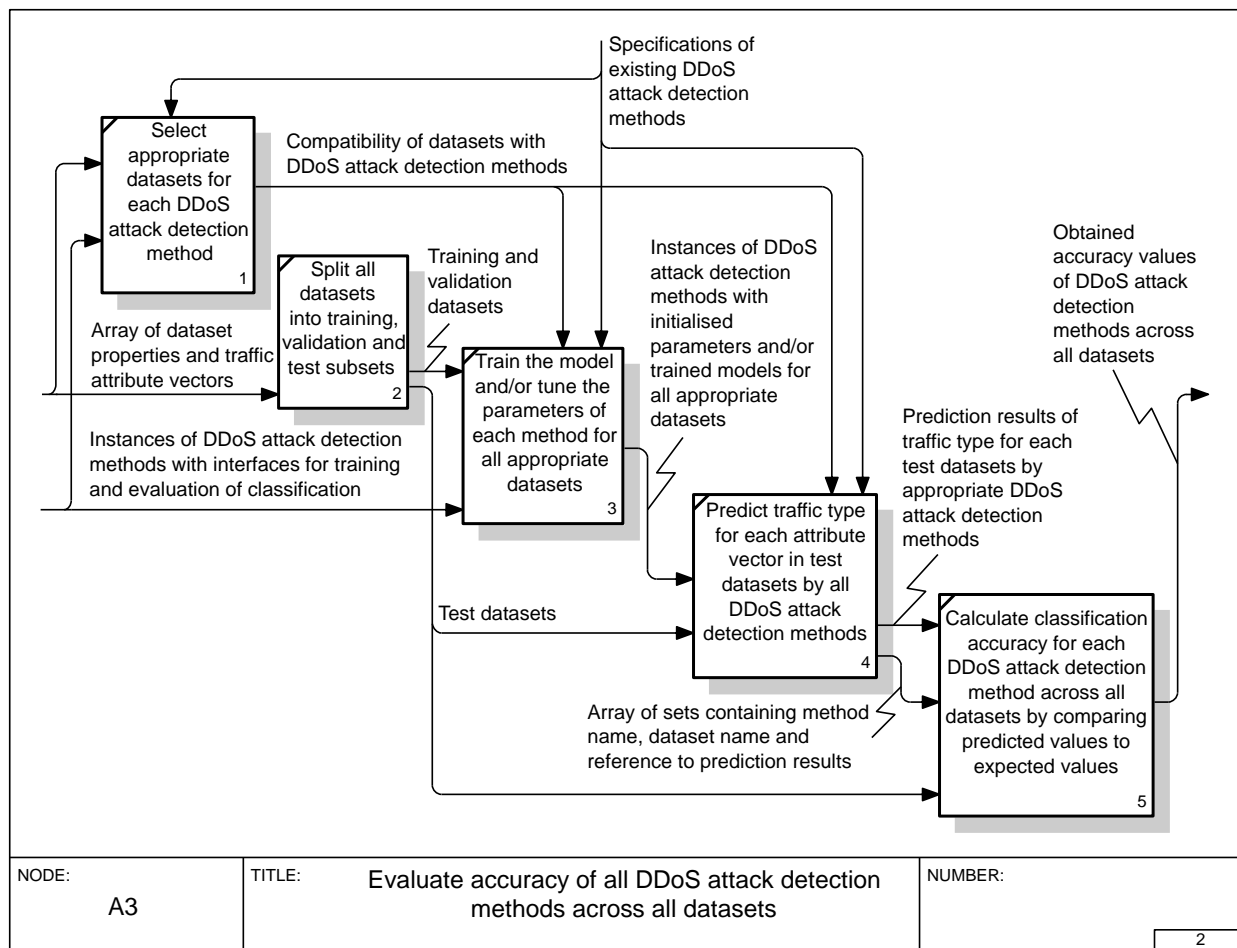 Specifications of
existing DDoS
attack detection
methods
Select
appropriate
datasets for
each DDoS
attack detection
method
1
Compatibility of datasets with
DDoS attack detection methods
Split all
datasets
into training,
validation and
test subsets
2
Training and
validation
datasets
Array of dataset
properties and traffic
attribute vectors
Instances of DDoS attack detection
methods with interfaces for training
and evaluation of classification
Train the model
and/or tune the
parameters of
each method for
all appropriate
datasets
3
Instances of DDoS
attack detection
methods with
initialised
parameters and/or
trained models for
all appropriate
datasets
Obtained
accuracy values
of DDoS attack
detection
methods across
all datasets
Predict traffic type
for each attribute
vector in test
datasets by all
DDoS attack
detection methods
4
Prediction results of
traffic type for each
test datasets by
appropriate DDoS
attack detection
methods
Test datasets
Array of sets containing method
name, dataset name and
reference to prediction results
Calculate classification
accuracy for each
DDoS attack detection
method across all
datasets by comparing
predicted values to
expected values
5
NODE:
A3
TITLE:
Evaluate accuracy of all DDoS attack detection
methods across all datasets
NUMBER:
2